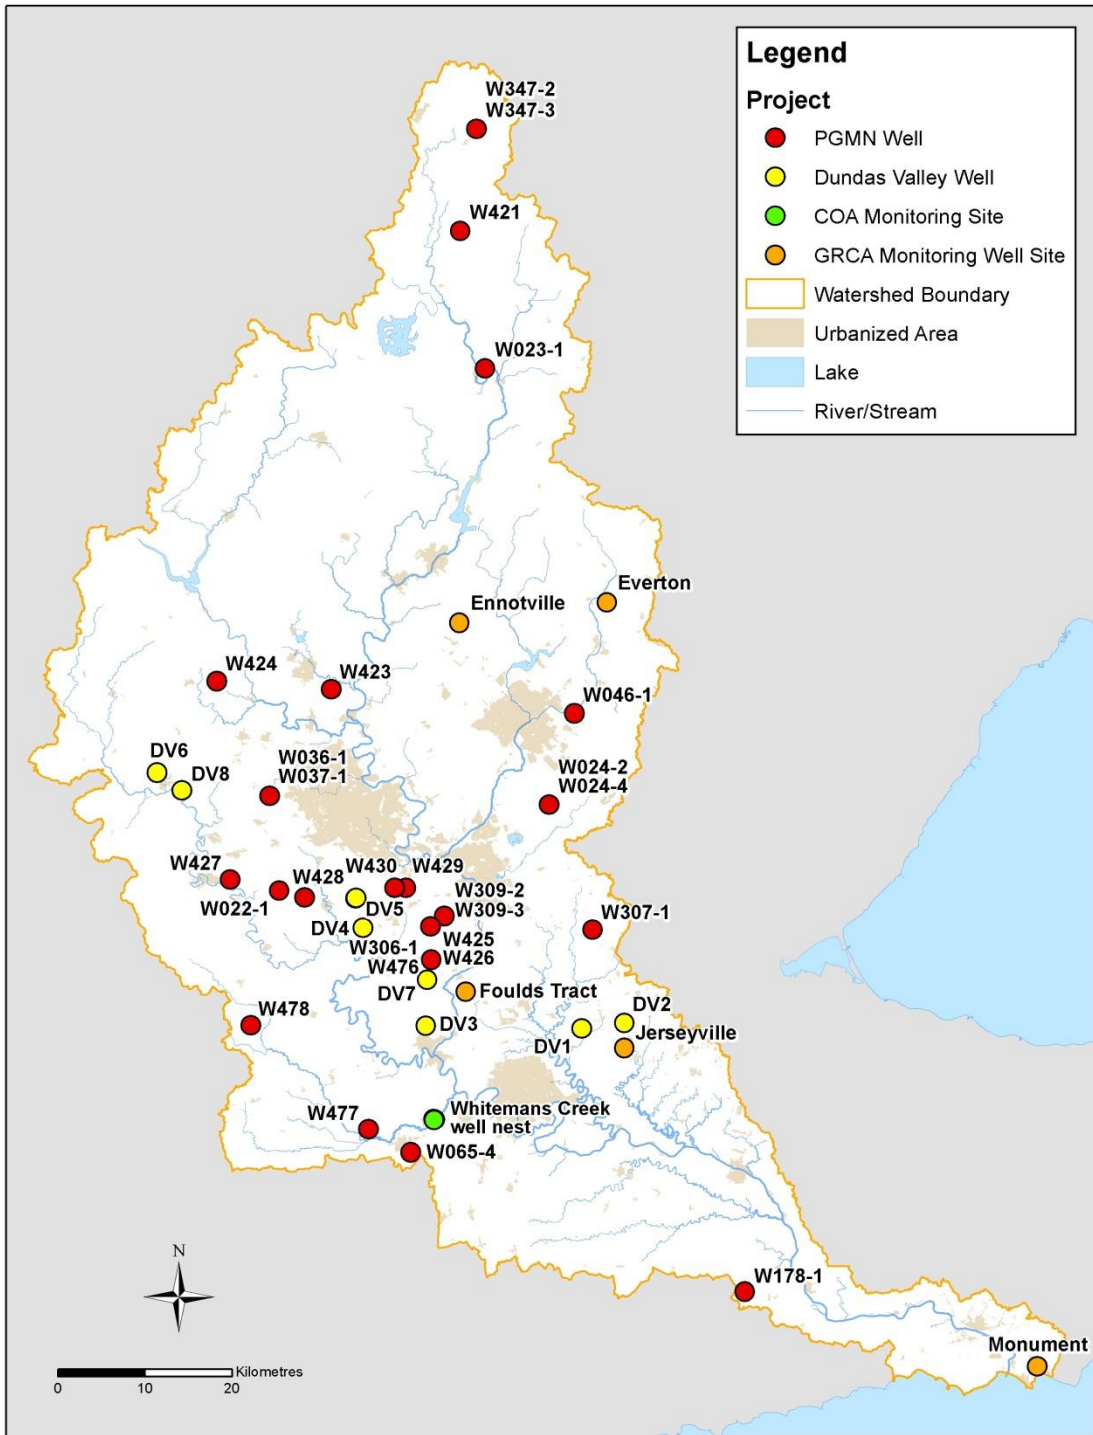 Legend
Project
PGMN Well
Dundas Valley Well
COA Monitoring Site
GRCA Monitoring Well Site
Watershed Boundary
Urbanized Area
Lake
River/Stream
W347-2
W347-3
W421
W023-1
Everton
Ennotville
W424
W423
W046-1
DV6
DV8
W036-1
W037-1
W024-2
W024-4
W427
W022-1
W428
W430
W429
DV5
DV4
W309-2
W309-3
W307-1
W306-1
W476
W425
W426
DV7
Foulds Tract
W478
DV3
DV1
DV2
Jerseyville
W477
Whitemans Creek
well nest
W065-4
N
W178-1
Monument
Kilometres
0 10 20